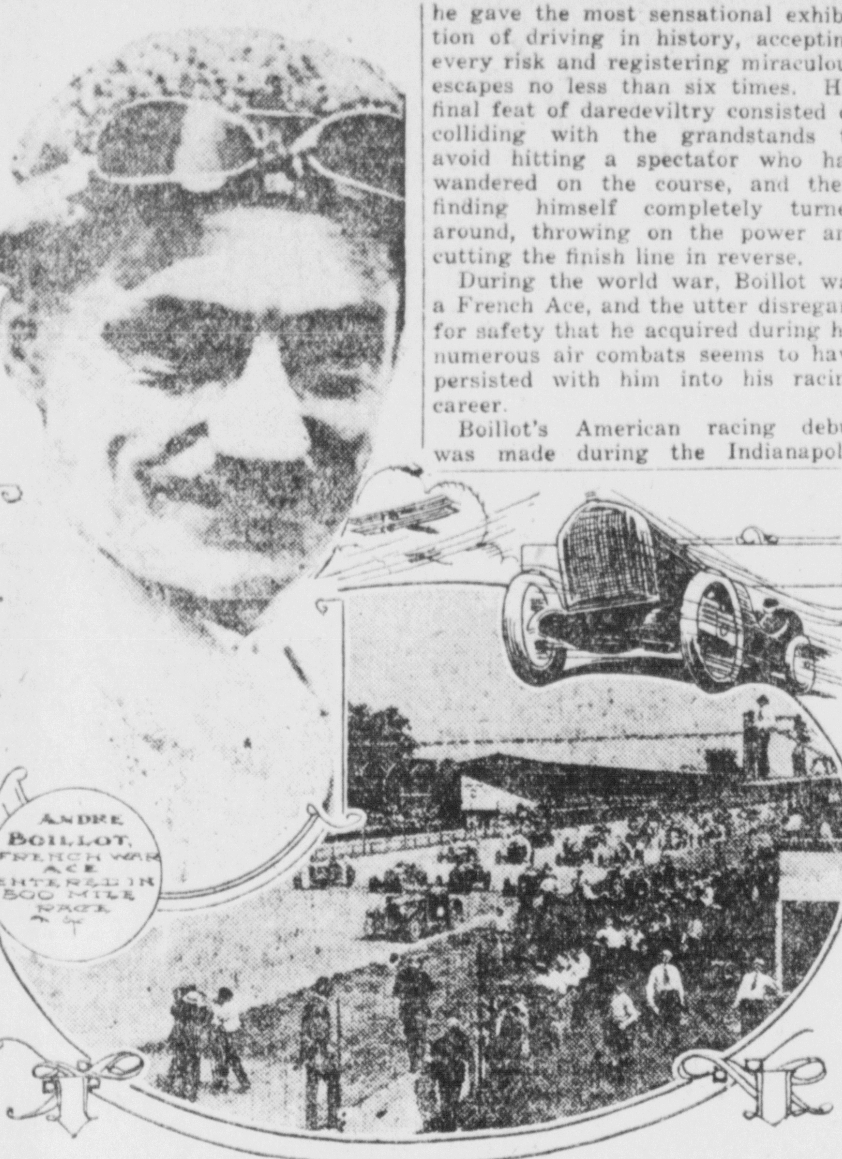 he gave the most sensational exhib
tion of driving in history, acceptin
every risk and registering miraculou
escapes no less than six times. H
final feat of daredeviltry consisted
colliding with the grandstands
avoid hitting a spectator who ha
wandered on the course, and the
finding himself completely turne
around, throwing on the power an
cutting the finish line in reverse.
During the world war, Boillot wa
a French Ace, and the utter disregar
for safety that he acquired during h
numerous air combats seems to hav
persisted with him into his racin
career.
Boillot's American racing debu
was made during the Indianapol
ANDRE
BOILLOT,
FRENCH WAR
ACE
ENTERED IN
500 MILE
RACE